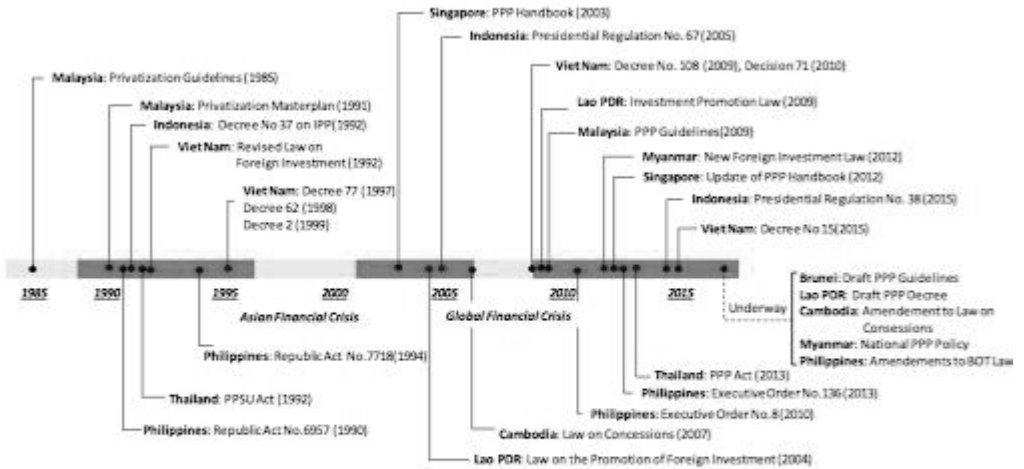 Singapore: PPP Handbook (2003)
Indonesia: Presidential Regulation No. 67 (2005)
Viet Nam: Decree No. 108 (2009), Decision 71 (2010)
Malaysia: Privatization Guidelines (1985)
Malaysia: Privatization Masterplan (1991)
Lao PDR: Investment Promotion Law (2009)
Indonesia: Decree No 37 on IPP(1992)
Malaysia: PPP Guidelines(2009)
Viet Nam: Revised Law on
Foreign Investment (1992)
Myanmar: New Foreign Investment Law (2012)
Singapore: Update of PPP Handbook (2012)
Viet Nam: Decree 77 (1997)
Decree 62 (1998)
Decree 2 (1999)
Indonesia: Presidential Regulation No. 38 (2015)
Viet Nam: Decree No 15(2015)
1985
1990
1995
2000
2005
2010
2015
Asian Financial Crisis
Global Financial Crisis
Underway
Brunei: Draft PPP Guidelines
Lao PDR: Draft PPP Decree
Cambodia: Amendement to Law on
Concessions
Myanmar: National PPP Policy
Philippines: Amendements to BOT Law
Philippines: Republic Act No.7718(1994)
Thailand: PPP Act (2013)
Thailand: PPSU Act (1992)
Philippines: Executive Order No.136 (2013)
Philippines: Executive Order No.8 (2010)
Philippines: Republic Act No.6957 (1990)
Cambodia: Law on Concessions (2007)
Lao PDR: Law on the Promotion of Foreign Investment (2004)